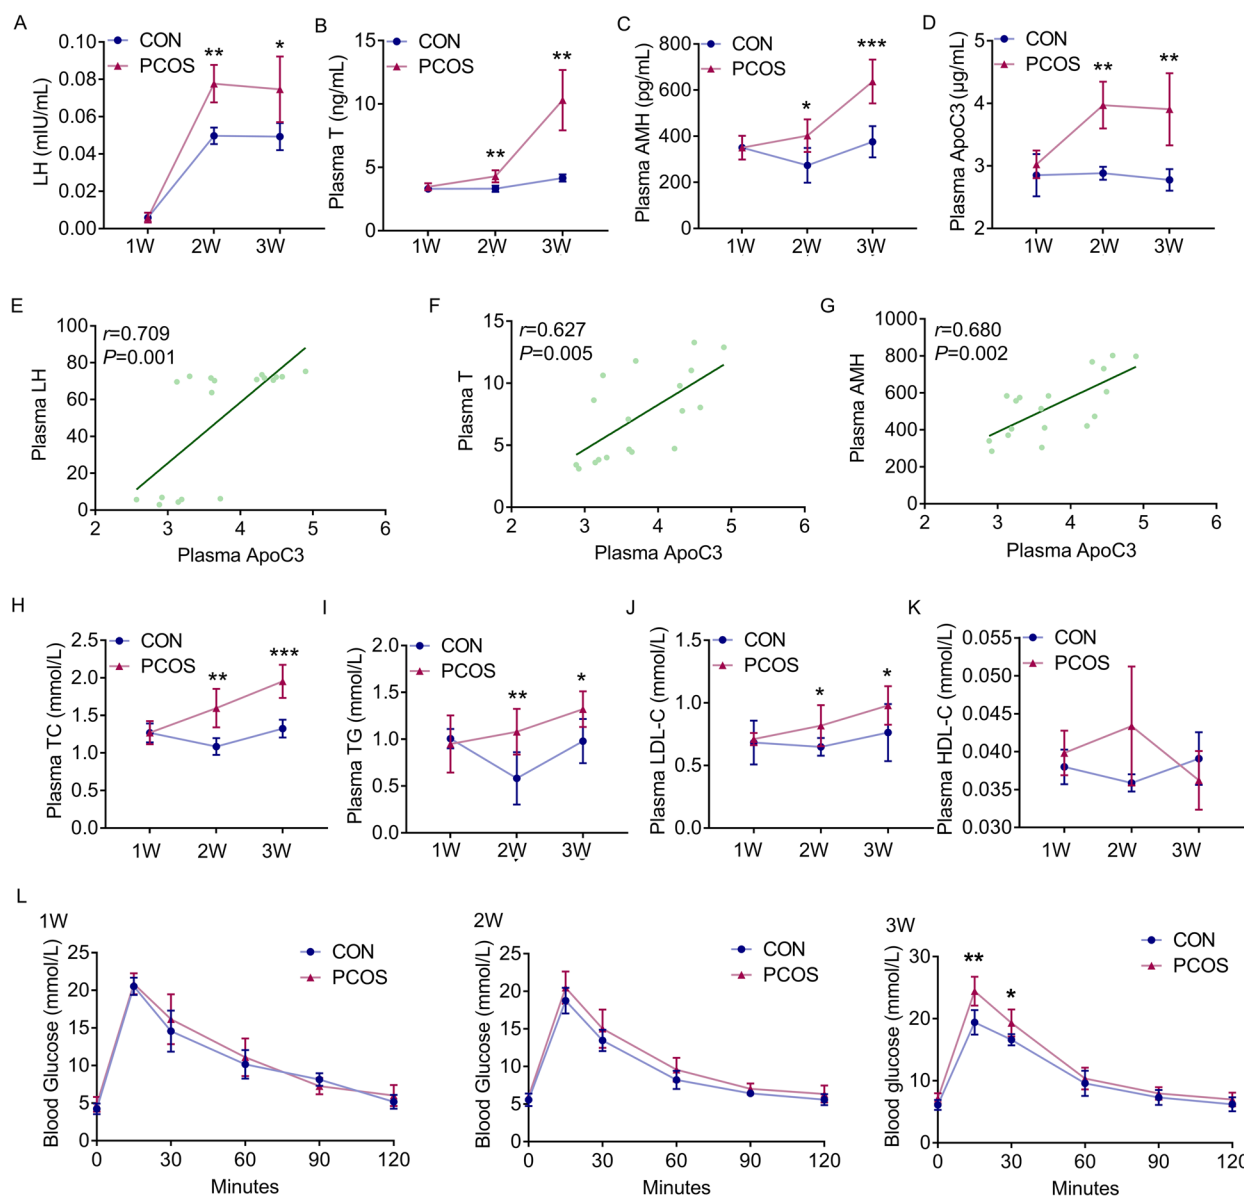 A
LH (mIU/mL)
0.10
0.08
0.06
0.04
0.02
0.00
CON
PCOS
**
*
1W 2W 3W
B
Plasma T (ng/mL)
15
10
5
0
CON
PCOS
**
**
1W 2W 3W
C
Plasma AMH (pg/mL)
800
600
400
200
0
CON
PCOS
*
***
1W 2W 3W
D
Plasma ApoC3 (µg/mL)
5
4
3
2
CON
PCOS
**
**
1W 2W 3W
E
r=0.709
P=0.001
Plasma LH
100
80
60
40
20
0
2 3 4 5 6
Plasma ApoC3
F
r=0.627
P=0.005
Plasma T
15
10
5
0
2 3 4 5 6
Plasma ApoC3
G
r=0.680
P=0.002
Plasma AMH
1000
800
600
400
200
0
2 3 4 5 6
Plasma ApoC3
H
Plasma TC (mmol/L)
2.5
2.0
1.5
1.0
0.5
0.0
CON
PCOS
**
***
1W 2W 3W
I
Plasma TG (mmol/L)
2.0
1.5
1.0
0.5
0.0
CON
PCOS
**
*
1W 2W 3W
J
Plasma LDL-C (mmol/L)
1.5
1.0
0.5
0.0
CON
PCOS
*
*
1W 2W 3W
K
Plasma HDL-C (mmol/L)
0.055
0.050
0.045
0.040
0.035
0.030
CON
PCOS
1W 2W 3W
L
1W
Blood Glucose (mmol/L)
25
20
15
10
5
0
CON
PCOS
0 30 60 90 120
Minutes
2W
Blood Glucose (mmol/L)
25
20
15
10
5
0
CON
PCOS
0 30 60 90 120
Minutes
3W
Blood glucose (mmol/L)
30
20
10
0
**
*
CON
PCOS
0 30 60 90 120
Minutes